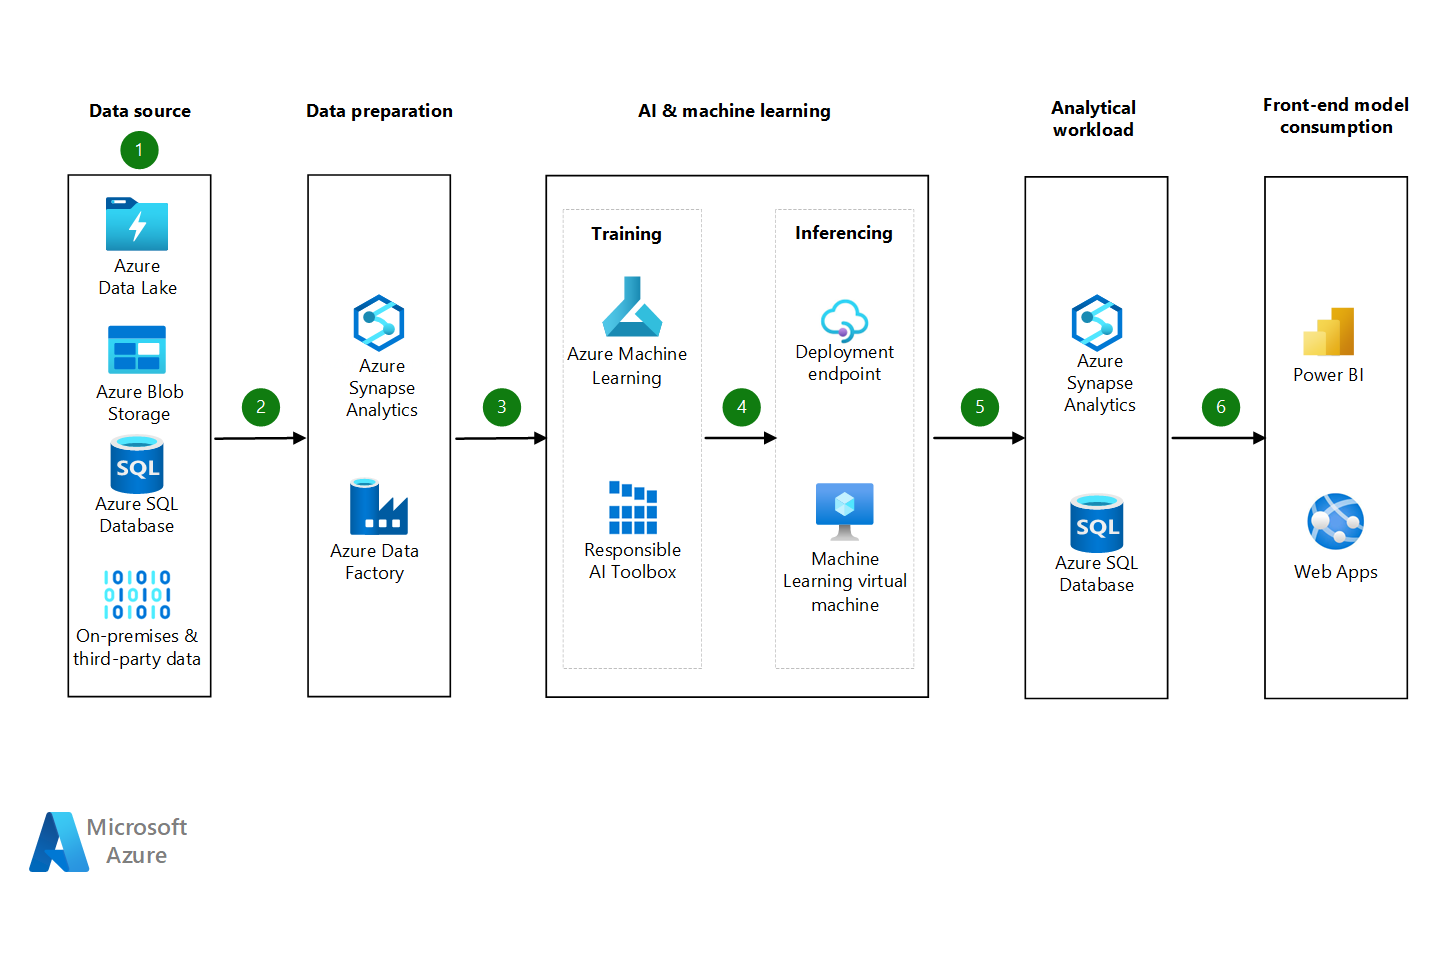 Data source
1
Azure
Data Lake
Azure Blob
Storage
SQL
Azure SQL
Database
101010
010101
101010
On-premises &
third-party data
2
Data preparation
Azure
Synapse
Analytics
Azure Data
Factory
3
AI & machine learning
Training
Azure Machine
Learning
Responsible
AI Toolbox
4
Inferencing
Deployment
endpoint
Machine
Learning virtual
machine
5
Analytical
workload
Azure
Synapse
Analytics
SQL
Azure SQL
Database
6
Front-end model
consumption
Power BI
Web Apps
Microsoft
Azure